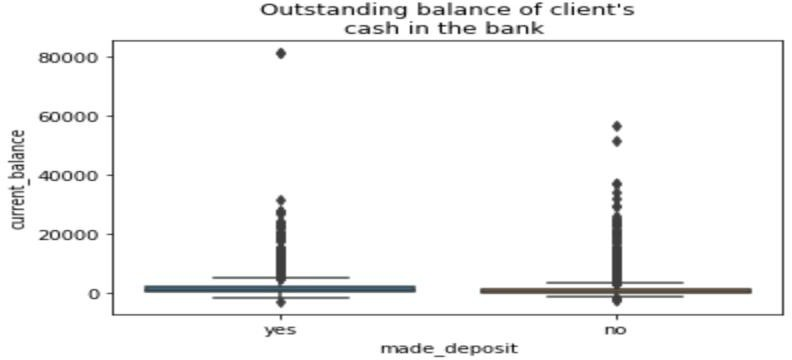 Outstanding balance of client's
cash in the bank
80000
60000
40000
20000
0
current_balance
yes
no
made_deposit